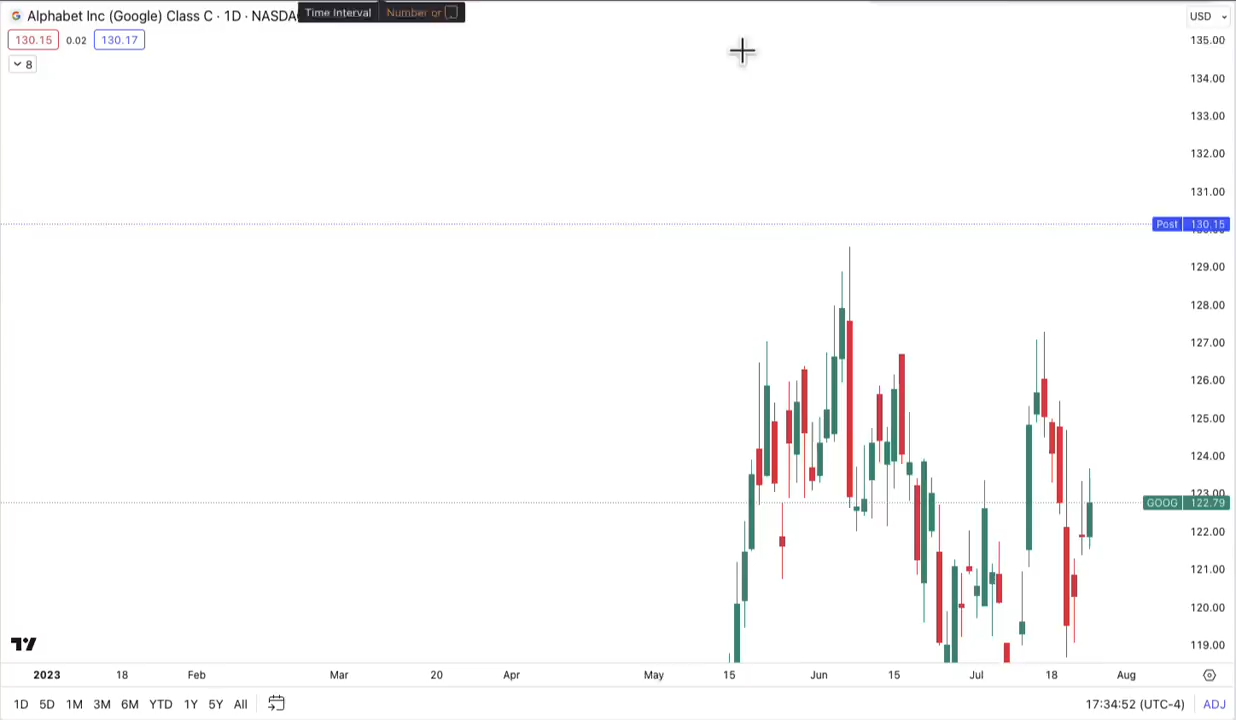 Alphabet Inc (Google) Class C · 1D · NASDA
Time Interval
Number or
USD
130.15 0.02 130.17
8
135.00
134.00
133.00
132.00
131.00
Post 130.15
129.00
128.00
127.00
126.00
125.00
124.00
123.00
GOOG 122.79
122.00
121.00
120.00
119.00
2023 18 Feb Mar 20 Apr May 15 Jun 15 Jul 18 Aug
1D 5D 1M 3M 6M YTD 1Y 5Y All
17:34:52 (UTC-4) ADJ